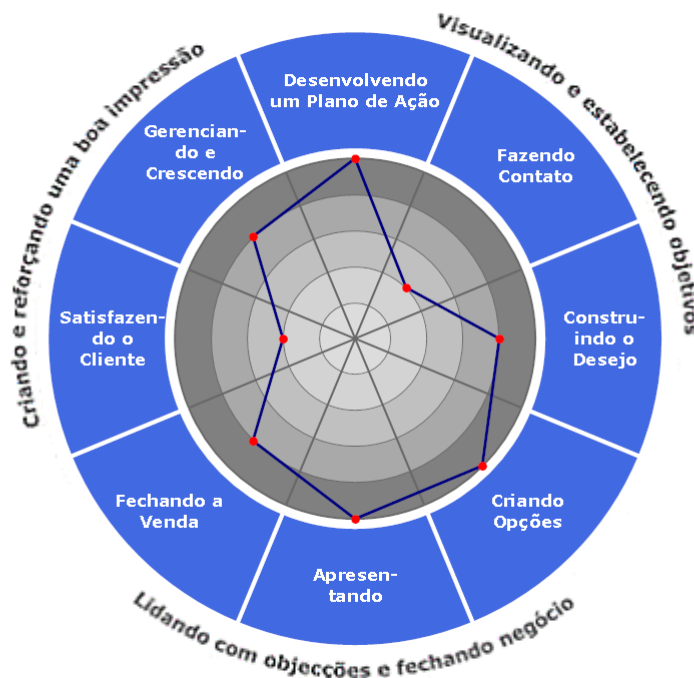 Visualizando e estabelecendo objetivos
Criando e reforçando uma boa impressão
Desenvolvendo
um Plano de Ação
Gerencian-
do e
Crescendo
Fazendo
Contato
Satisfazen-
do o
Cliente
Constru-
indo o
Desejo
Fechando a
Venda
Criando
Opções
Apresen-
tando
Lidando com objecções e fechando negócio